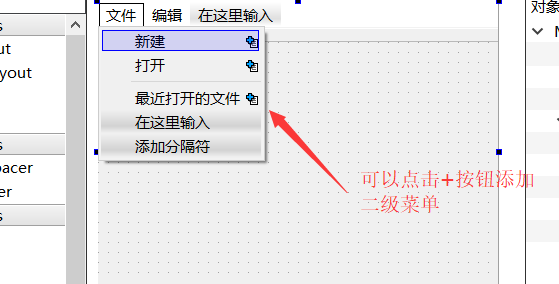 文件 编辑 在这里输入
新建
打开
最近打开的文件
在这里输入
添加分隔符
可以点击+按钮添加
二级菜单
s
out
yout
s
pacer
er
s
对象